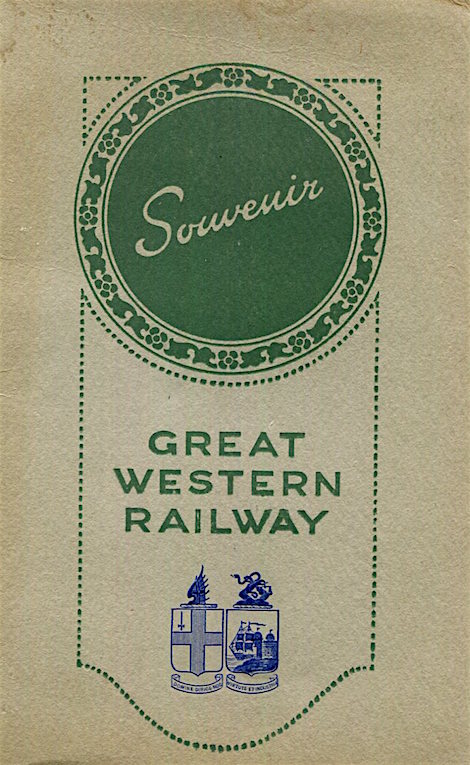 Souvenir
GREAT
WESTERN
RAILWAY
DOMINE DIRIGE NOS
VIRTUTE ET INDUSTRIA